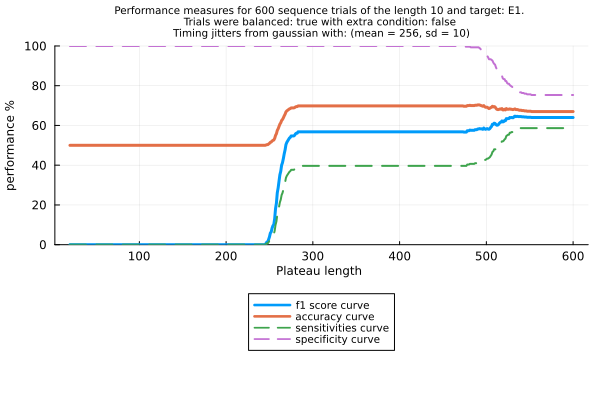 Performance measures for 600 sequence trials of the length 10 and target: E1.
Trials were balanced: true with extra condition: false
Timing jitters from gaussian with: (mean = 256, sd = 10)
100
80
60
40
20
0
performance %
100 200 300 400 500 600
Plateau length
f1 score curve
accuracy curve
sensitivities curve
specificity curve